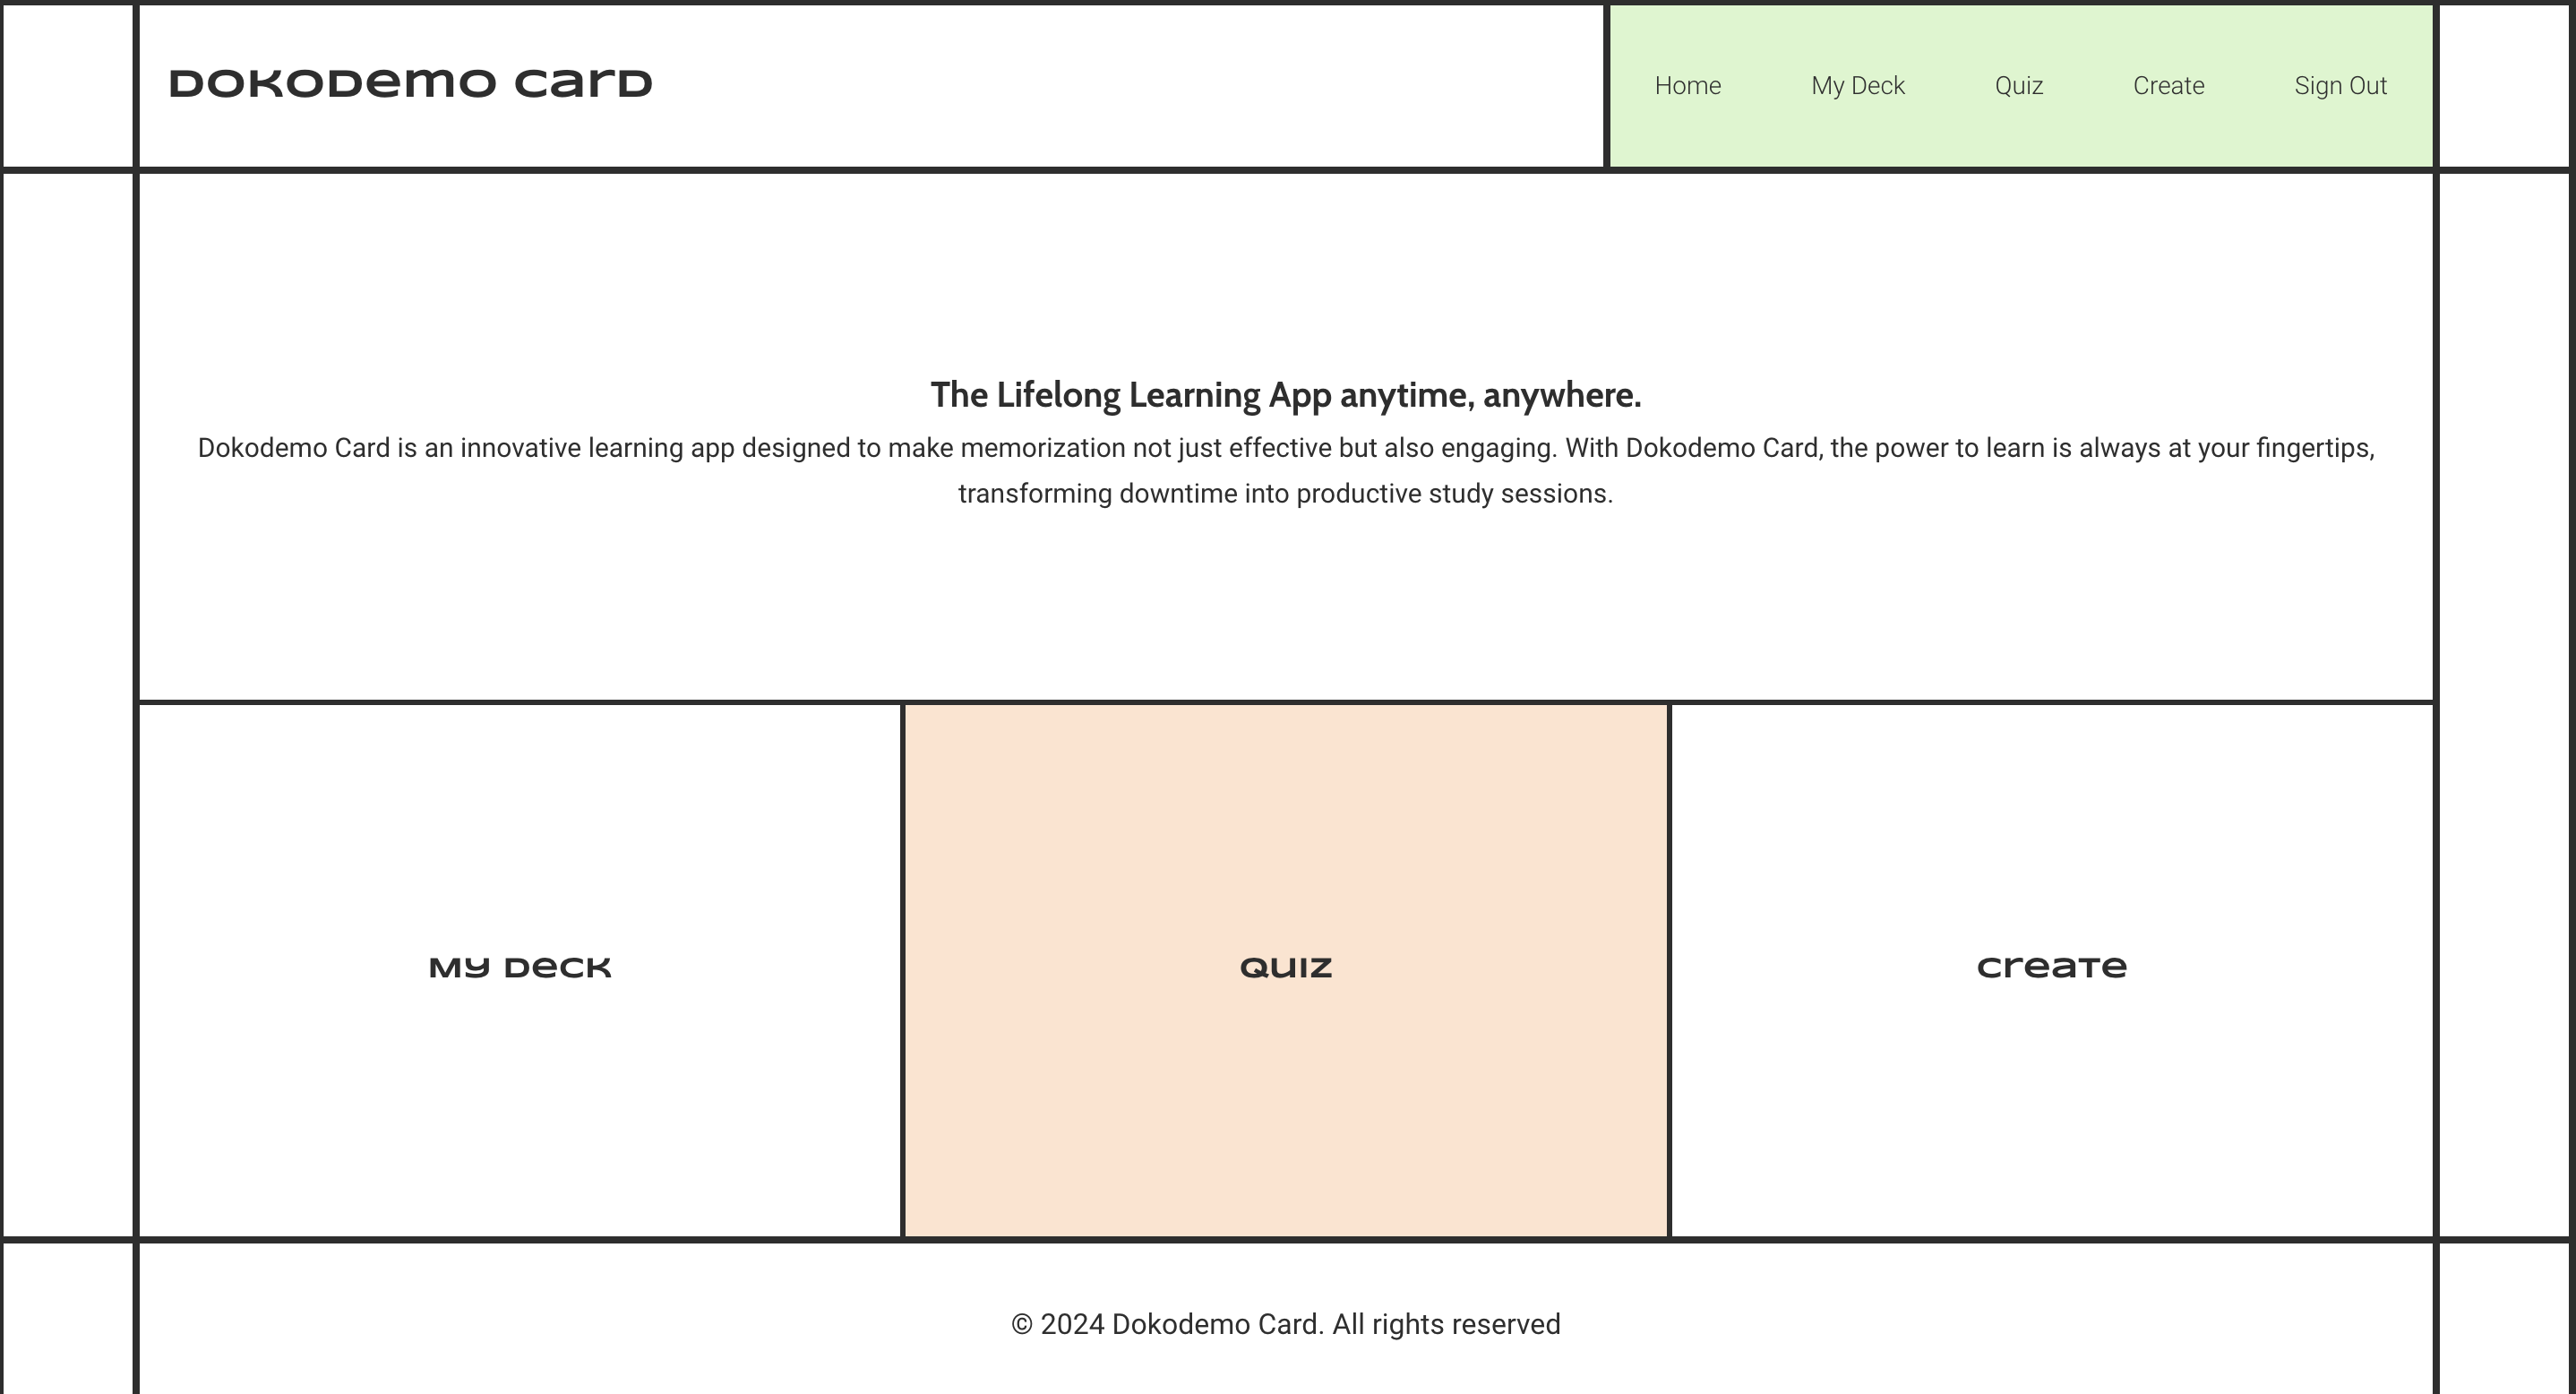 Dokodemo Card
Home My Deck Quiz Create Sign Out
The Lifelong Learning App anytime, anywhere.
Dokodemo Card is an innovative learning app designed to make memorization not just effective but also engaging. With Dokodemo Card, the power to learn is always at your fingertips,
transforming downtime into productive study sessions.
My Deck
Quiz
Create
© 2024 Dokodemo Card. All rights reserved